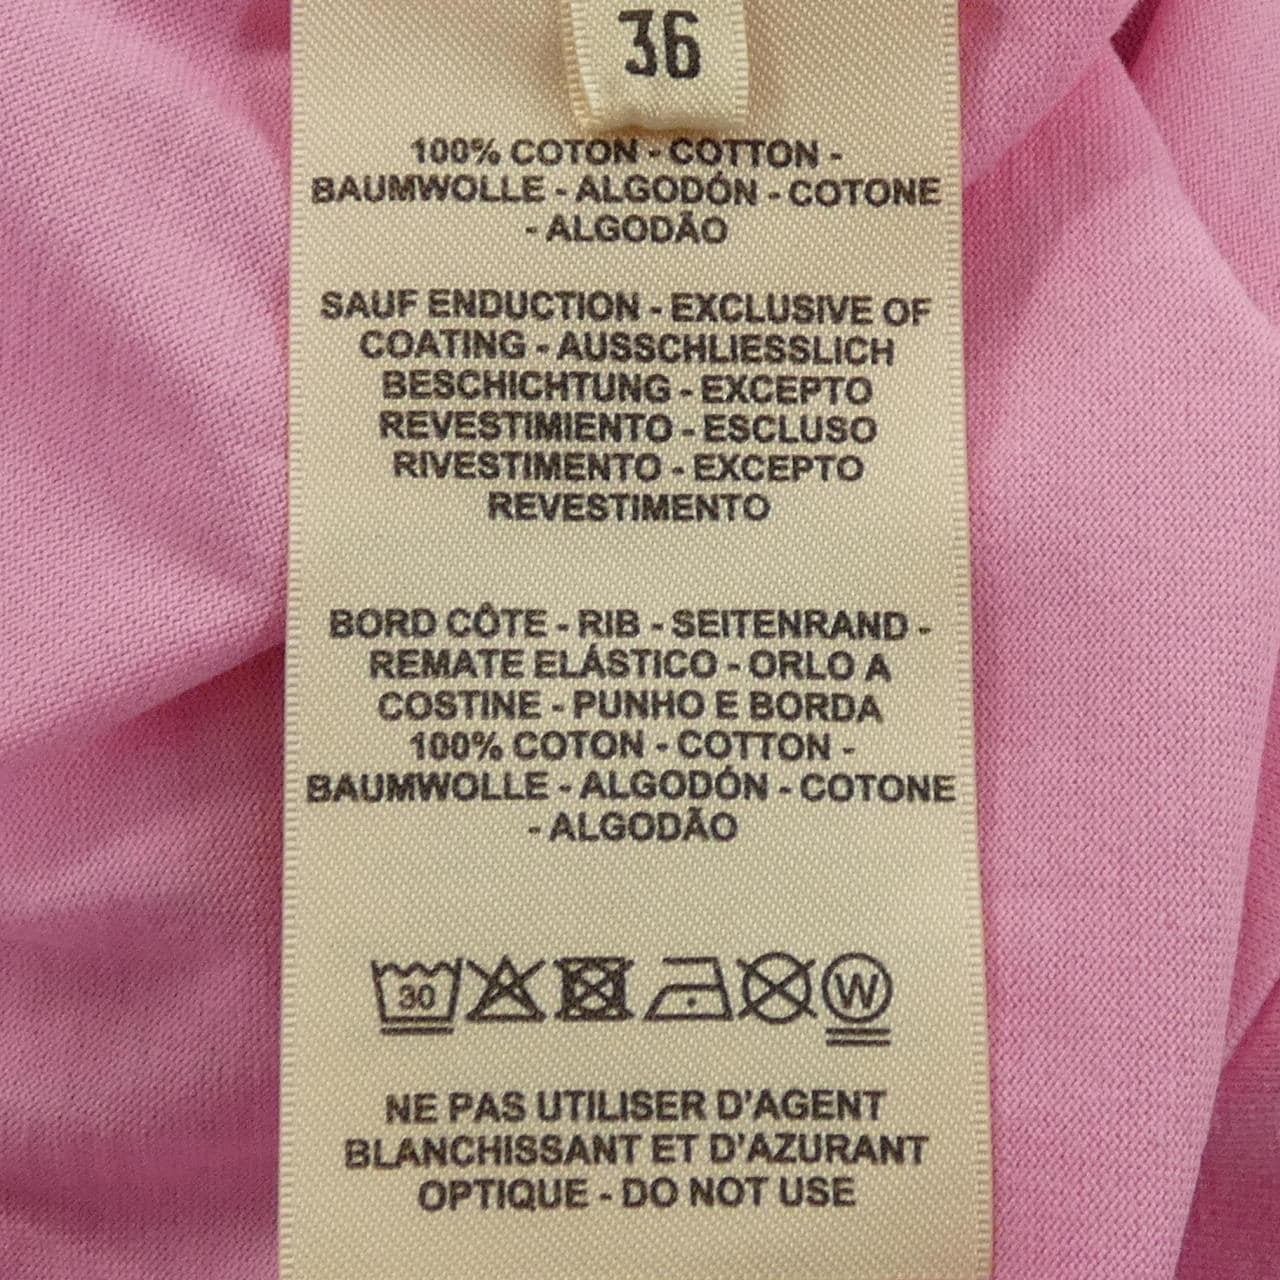 36
100% COTON - COTTON -
BAUMWOLLE - ALGODÓN - COTONE
- ALGODÃO
SAUF ENDUCTION - EXCLUSIVE OF
COATING - AUSSCHLIESSLICH
BESCHICHTUNG - EXCEPTO
REVESTIMIENTO - ESCLUSO
RIVESTIMENTO - EXCEPTO
REVESTIMENTO
BORD CÔTE - RIB - SEITENRAND -
REMATE ELÁSTICO - ORLO A
COSTINE - PUNHO E BORDA
100% COTON - COTTON -
BAUMWOLLE - ALGODÓN - COTONE
- ALGODÃO
30 W
NE PAS UTILISER D'AGENT
BLANCHISSANT ET D'AZURANT
OPTIQUE - DO NOT USE